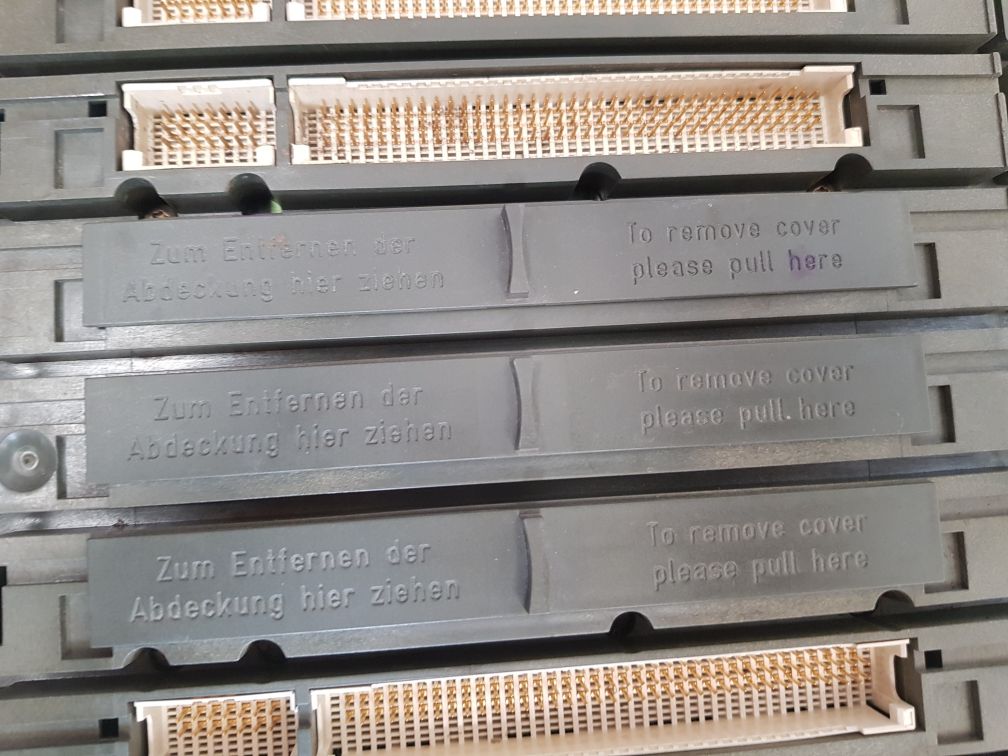 Zum Entfernen der
Abdeckung hier ziehen
To remove cover
please pull here
Zum Entfernen der
Abdeckung hier ziehen
To remove cover
please pull here
Zum Entfernen der
Abdeckung hier ziehen
To remove cover
please pull here